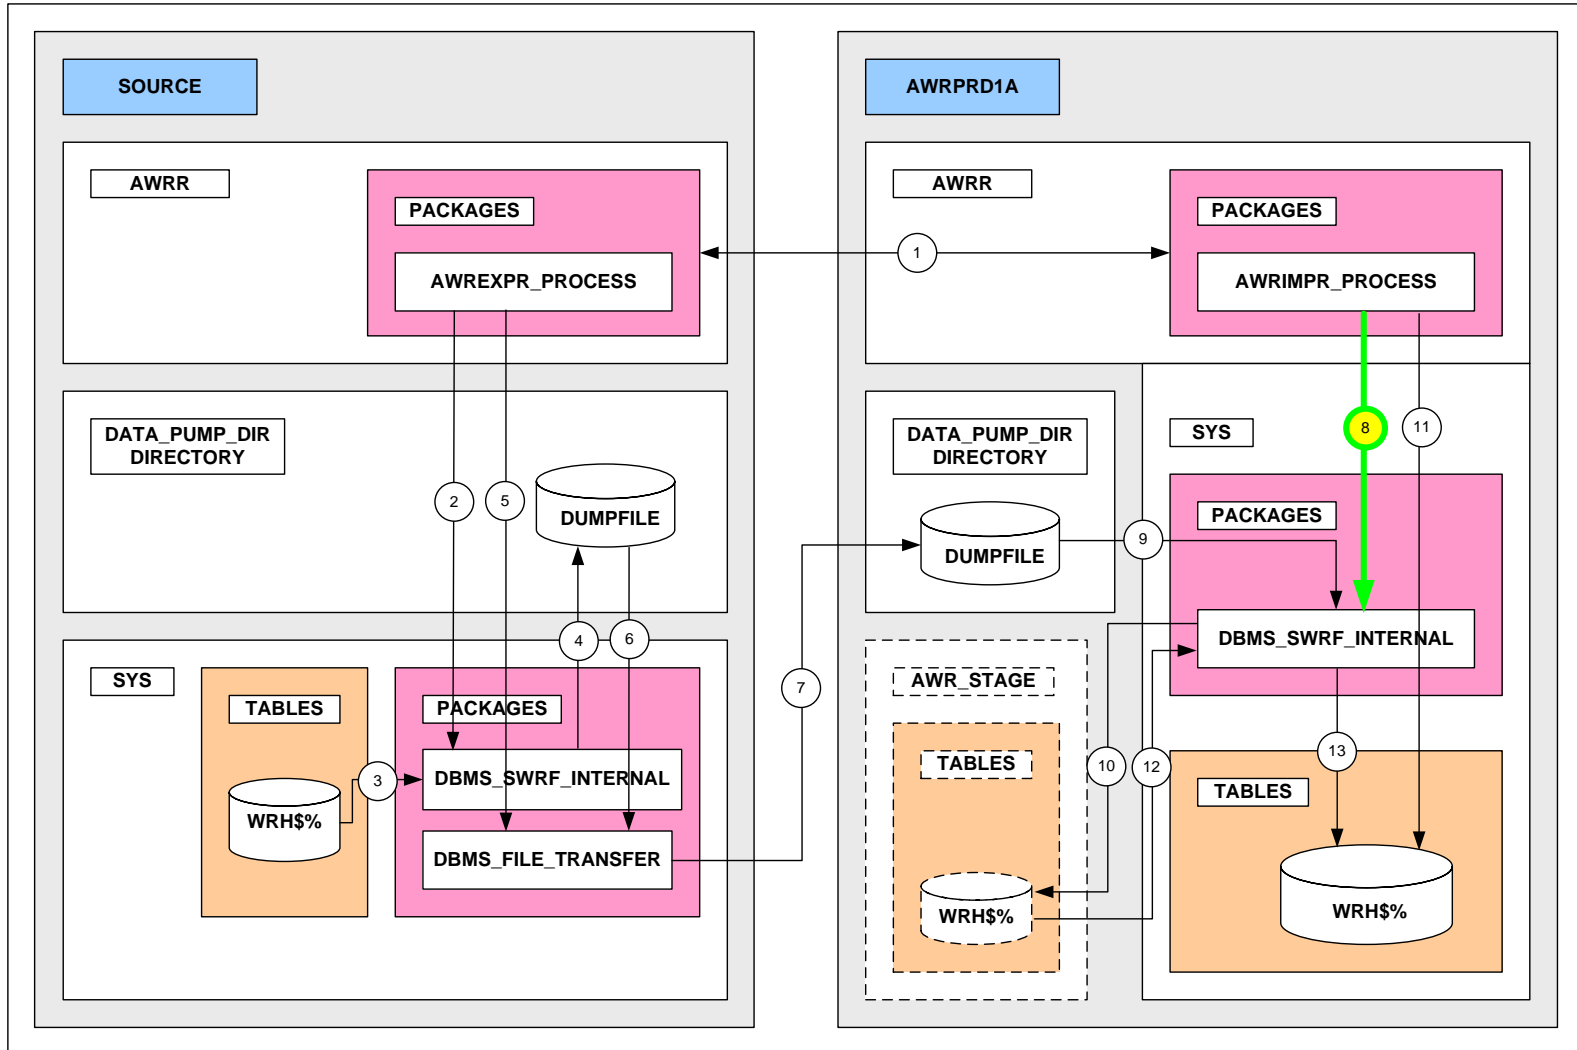 SOURCE
AWRR
PACKAGES
AWREXPR_PROCESS
DATA_PUMP_DIR
DIRECTORY
2
5
DUMPFILE
4
6
SYS
TABLES
WRH$%
3
PACKAGES
DBMS_SWRF_INTERNAL
DBMS_FILE_TRANSFER
1
7
AWRPRD1A
AWRR
PACKAGES
AWRIMPR_PROCESS
DATA_PUMP_DIR
DIRECTORY
DUMPFILE
9
SYS
8
11
PACKAGES
DBMS_SWRF_INTERNAL
AWR_STAGE
TABLES
WRH$%
10
12
13
TABLES
WRH$%